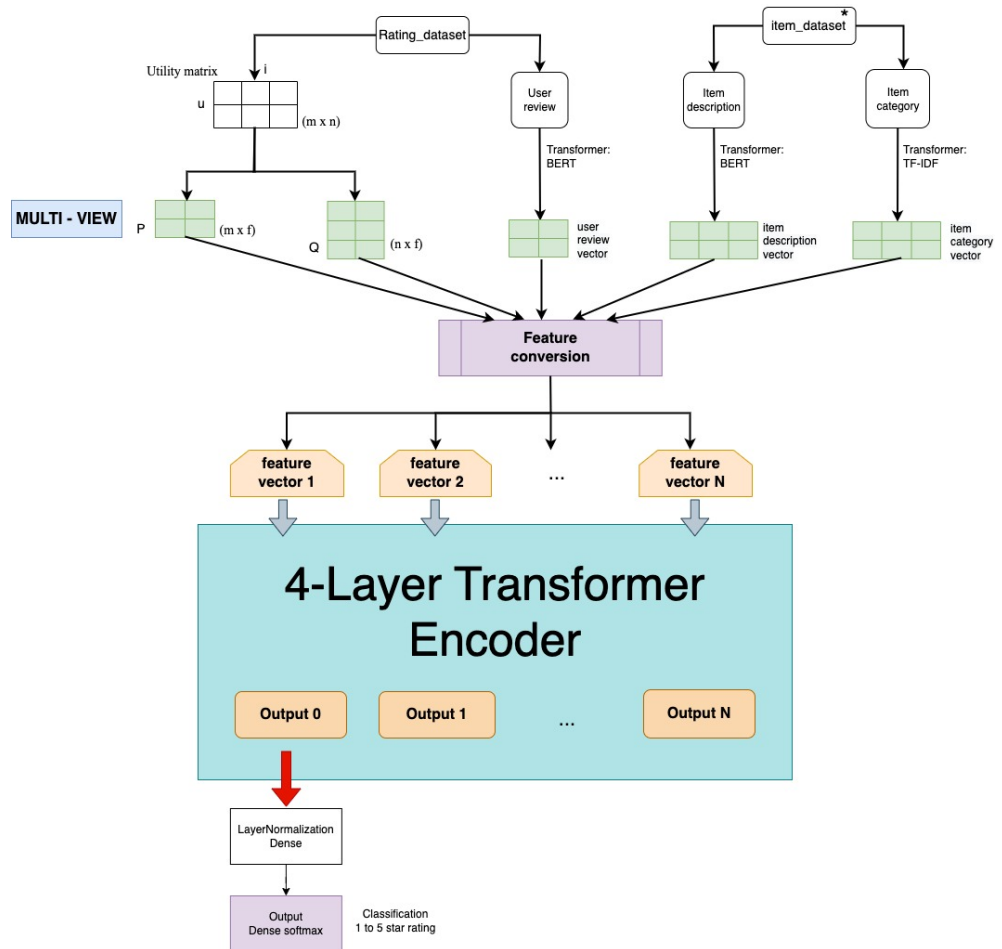 Rating_dataset
item_dataset
*
Utility matrix
i
u
(m x n)
User
review
Item
description
Item
category
Transformer:
BERT
Transformer:
BERT
Transformer:
TF-IDF
MULTI - VIEW
P
(m x f)
Q
(n x f)
user
review
vector
item
description
vector
item
category
vector
Feature
conversion
feature
vector 1
feature
vector 2
...
feature
vector N
4-Layer Transformer
Encoder
Output 0
Output 1
...
Output N
LayerNormalization
Dense
Output
Dense softmax
Classification
1 to 5 star rating